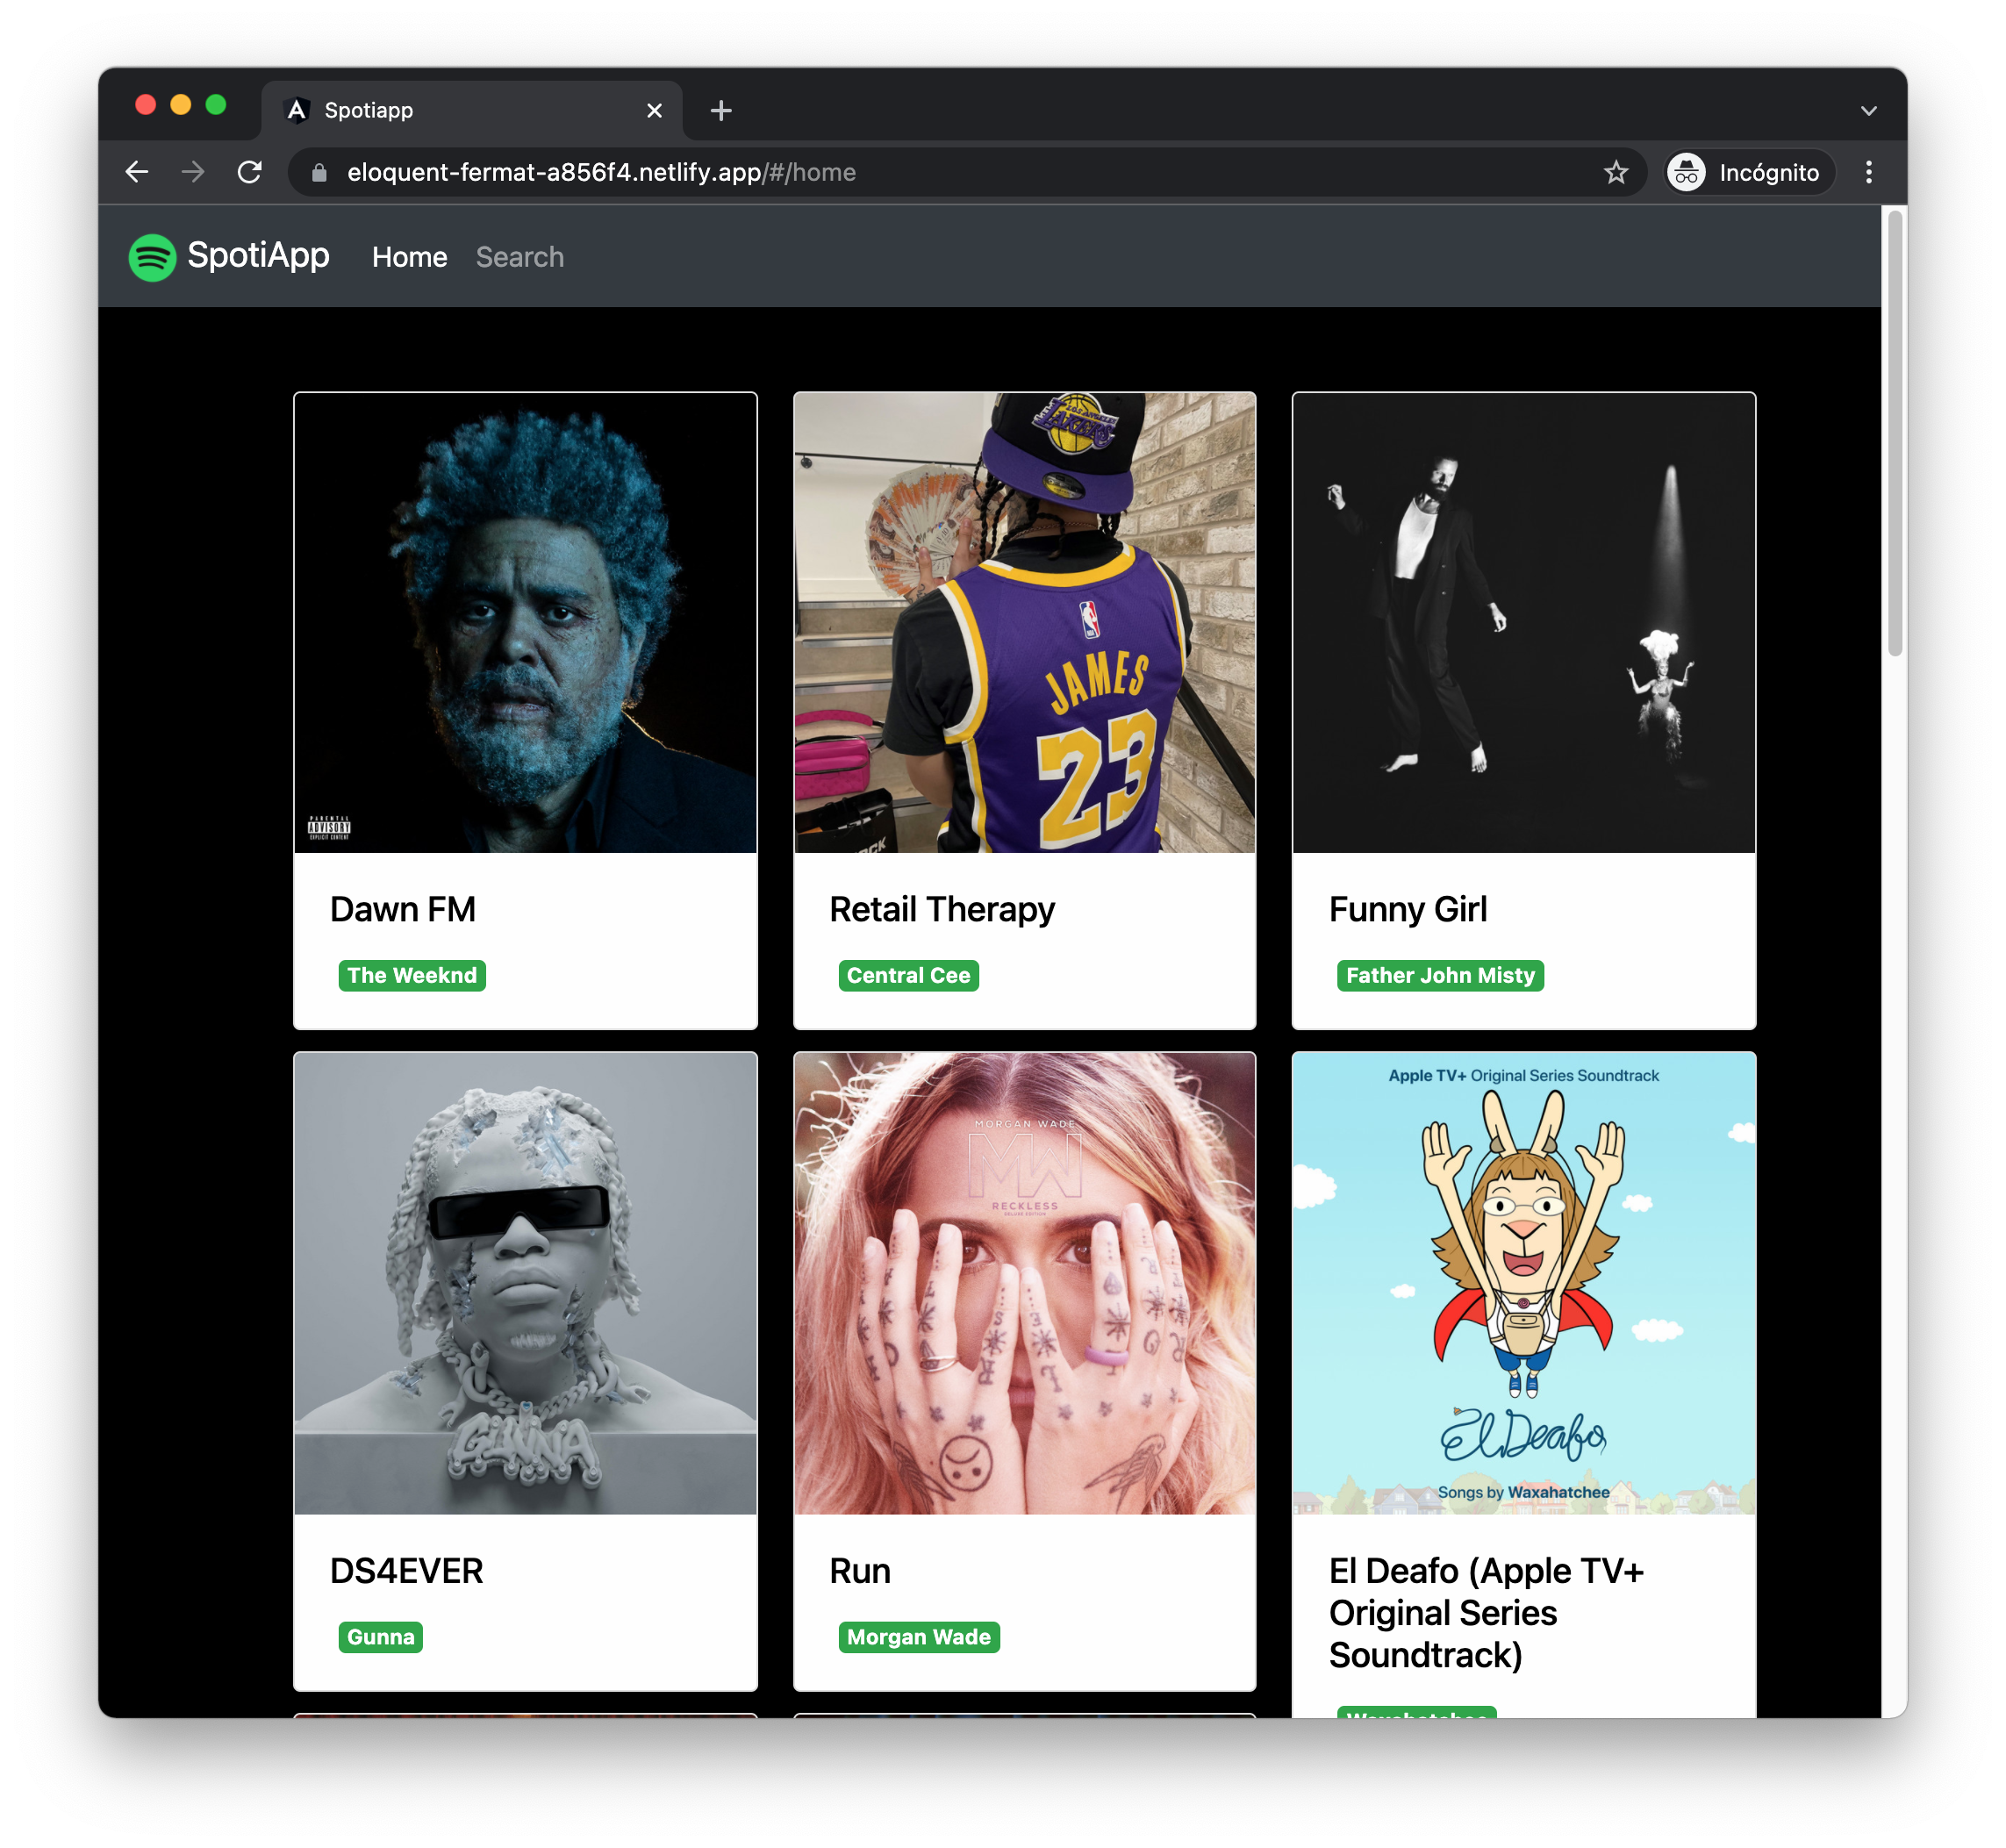 Spotiapp
eloquent-fermat-a856f4.netlify.app/#/home
Incógnito
SpotiApp Home Search
LOS ANGELES
LAKERS
JAMES
23
PARENTAL
ADVISORY
EXPLICIT CONTENT
Dawn FM
The Weeknd
Retail Therapy
Central Cee
Funny Girl
Father John Misty
GUNNA
DS4EVER
Gunna
MORGAN WADE
MW
RECKLESS
DELUXE EDITION
Run
Morgan Wade
Apple TV+ Original Series Soundtrack
El Deafo
Songs by Waxahatchee
El Deafo (Apple TV+
Original Series
Soundtrack)
Waxahatchee